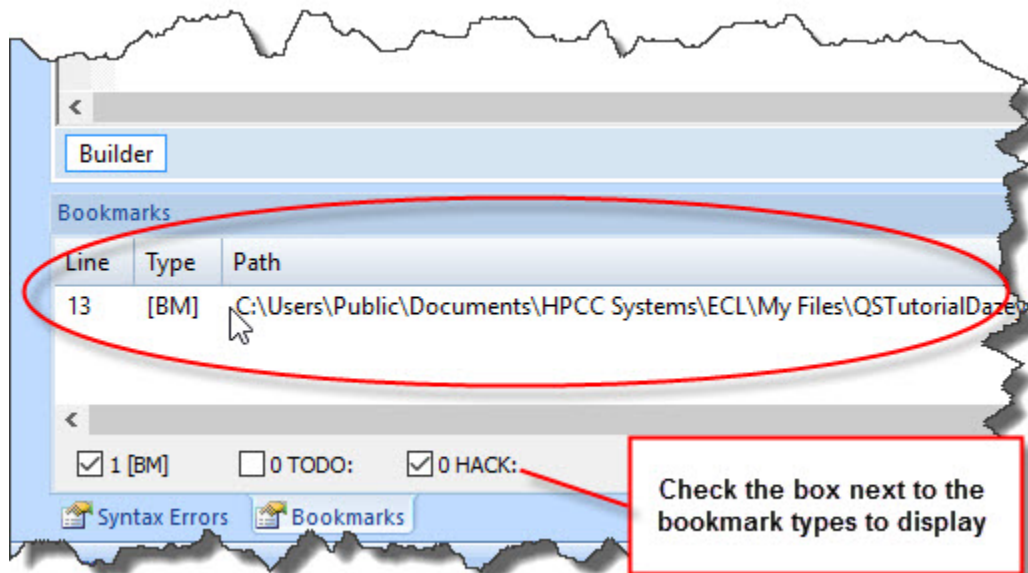 Builder
Bookmarks
Line Type Path
13 [BM] C:\Users\Public\Documents\HPCC Systems\ECL\My Files\QSTutorialDaze
1 [BM] 0 TODO: 0 HACK:
Check the box next to the
bookmark types to display
Syntax Errors Bookmarks